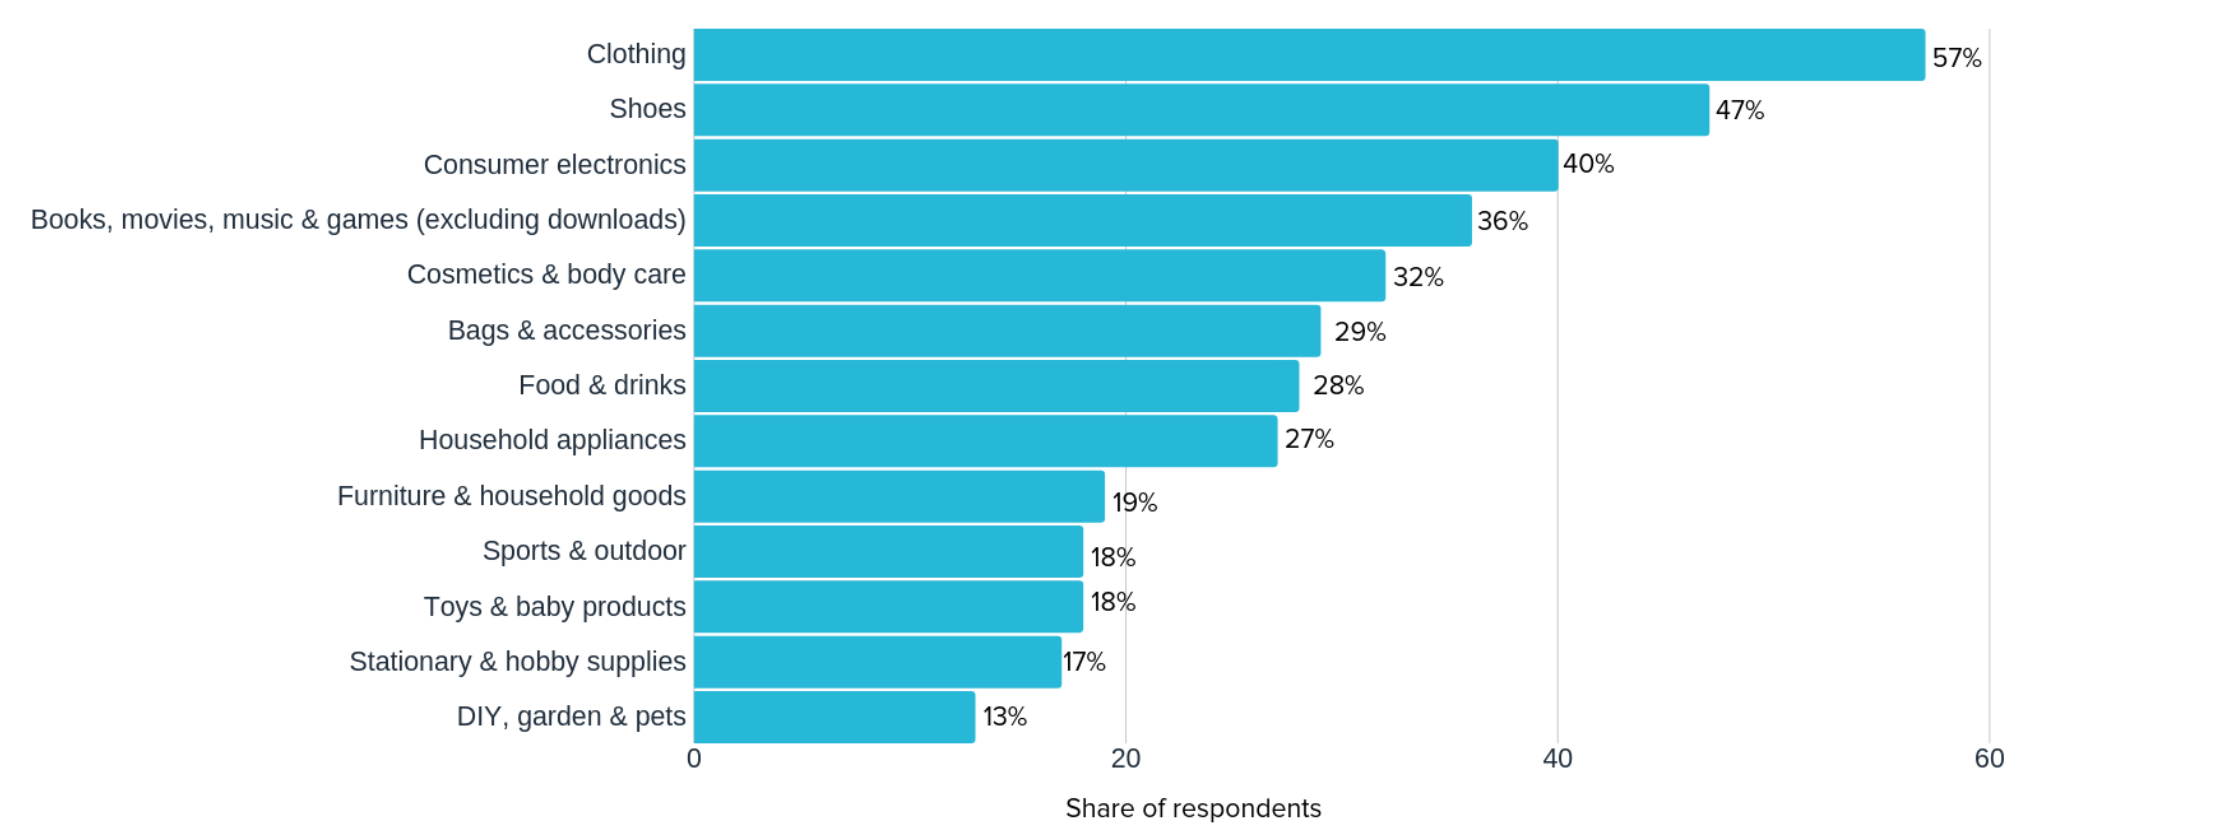 Clothing 57%
Shoes 47%
Consumer electronics 40%
Books, movies, music & games (excluding downloads) 36%
Cosmetics & body care 32%
Bags & accessories 29%
Food & drinks 28%
Household appliances 27%
Furniture & household goods 19%
Sports & outdoor 18%
Toys & baby products 18%
Stationary & hobby supplies 17%
DIY, garden & pets 13%
0 20 40 60
Share of respondents